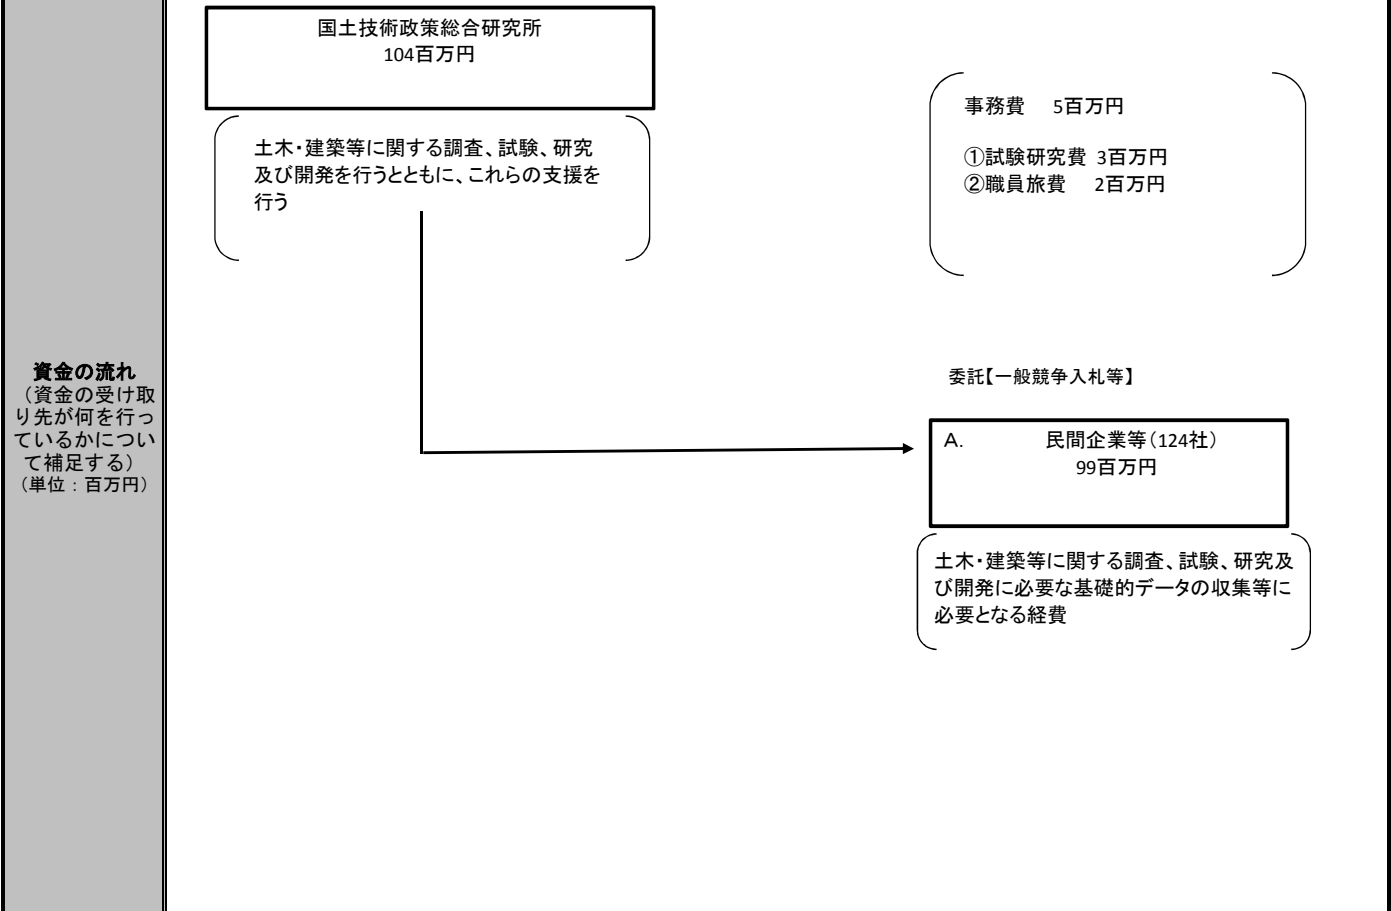 資金の流れ
（資金の受け取
り先が何を行っ
ているかについ
て補足する）
（単位：百万円）
国土技術政策総合研究所
104百万円
土木・建築等に関する調査、試験、研究
及び開発を行うとともに、これらの支援を
行う
事務費　5百万円
①試験研究費 3百万円
②職員旅費　2百万円
委託【一般競争入札等】
A.　民間企業等（124社）
99百万円
土木・建築等に関する調査、試験、研究及
び開発に必要な基礎的データの収集等に
必要となる経費